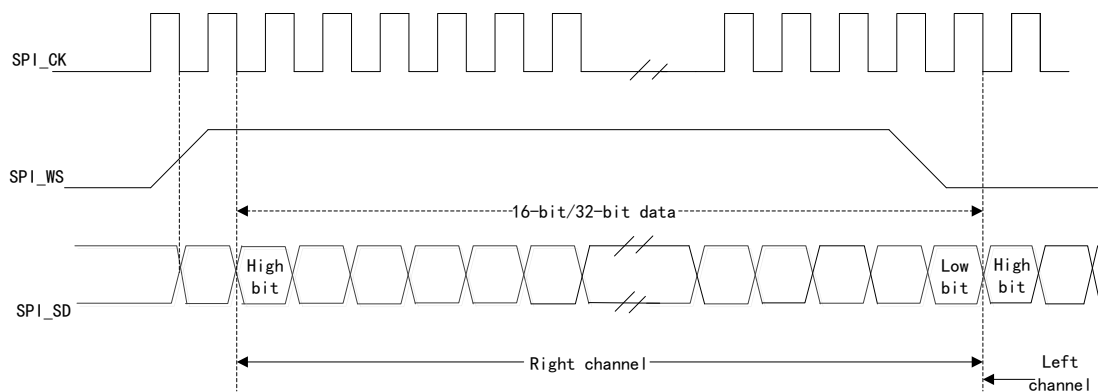 SPI_CK
SPI_WS
16-bit/32-bit data
High
bit
Low
bit
High
bit
SPI_SD
Right channel
Left
channel